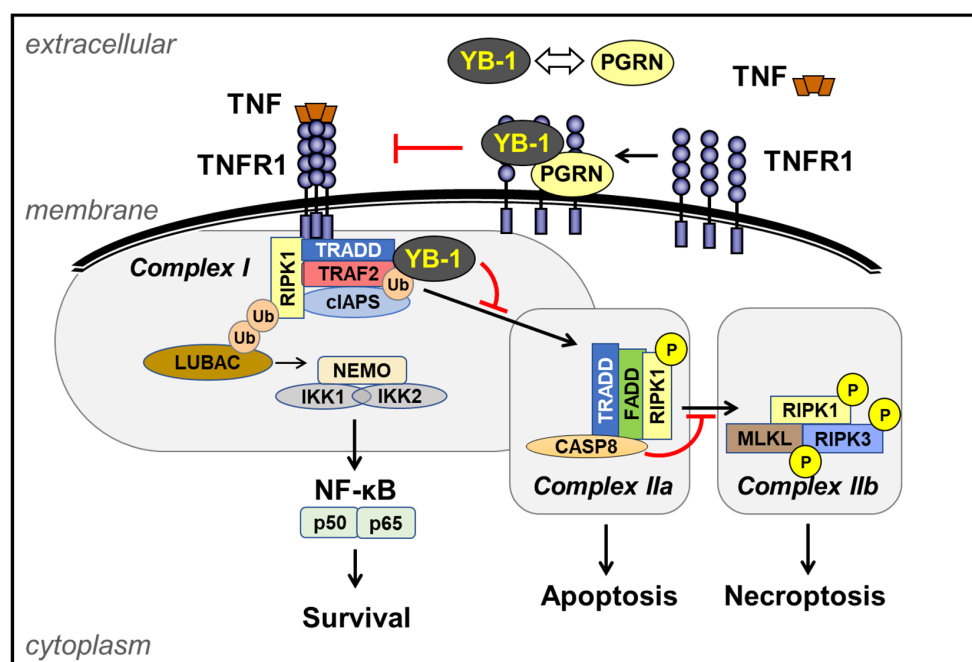 extracellular
YB-1
PGRN
TNF
TNF
TNFR1
YB-1
PGRN
TNFR1
membrane
Complex I
RIPK1
TRADD
TRAF2
cIAPS
Ub
YB-1
Ub
Ub
LUBAC
NEMO
IKK1
IKK2
NF-κB
p50
p65
Survival
TRADD
FADD
RIPK1
P
CASP8
Complex IIa
Apoptosis
P
RIPK1
P
MLKL
RIPK3
P
Complex IIb
Necroptosis
cytoplasm